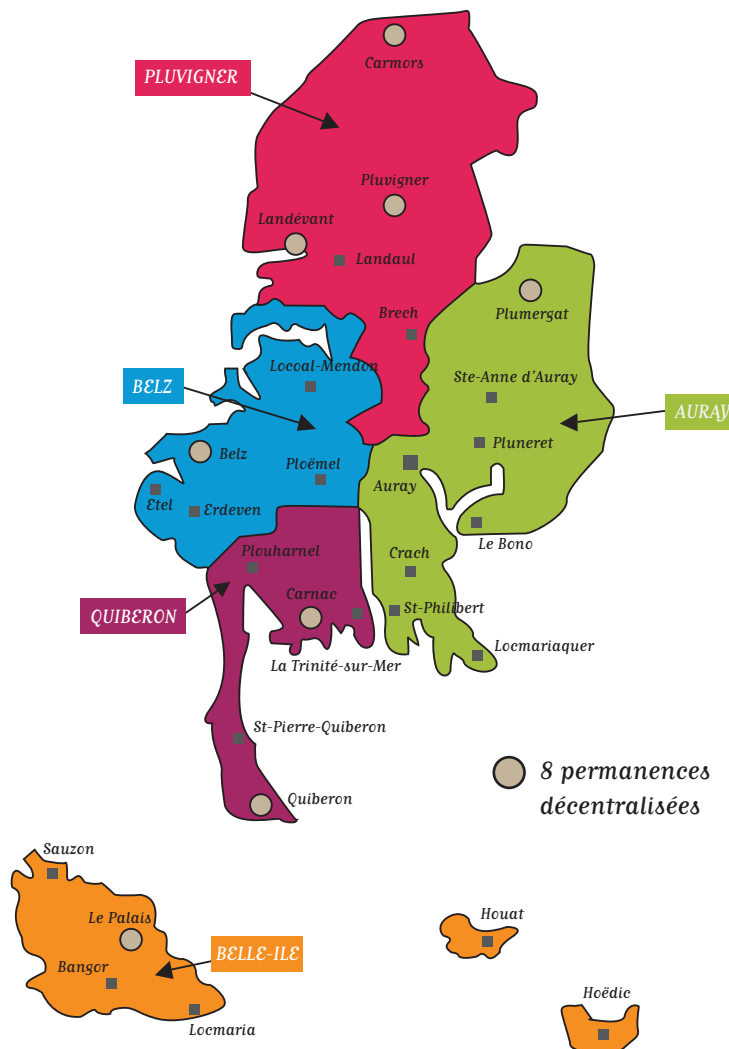 Carmors
PLUVIGNER
Pluvigner
Landévant
Landaul
Plumergat
Brech
Locoal-Mendon
Ste-Anne d'Auray
BELZ
AURAY
Pluneret
Belz
Ploëmel
Auray
Etel
Erdeven
Le Bono
Plouharnel
Crach
Carnac
QUIBERON
St-Philibert
Locmariaquer
La Trinité-sur-Mer
St-Pierre-Quiberon
8 permanences
décentralisées
Quiberon
Sauzon
Le Palais
Houat
BELLE-ILE
Bangor
Hoëdic
Locmaria